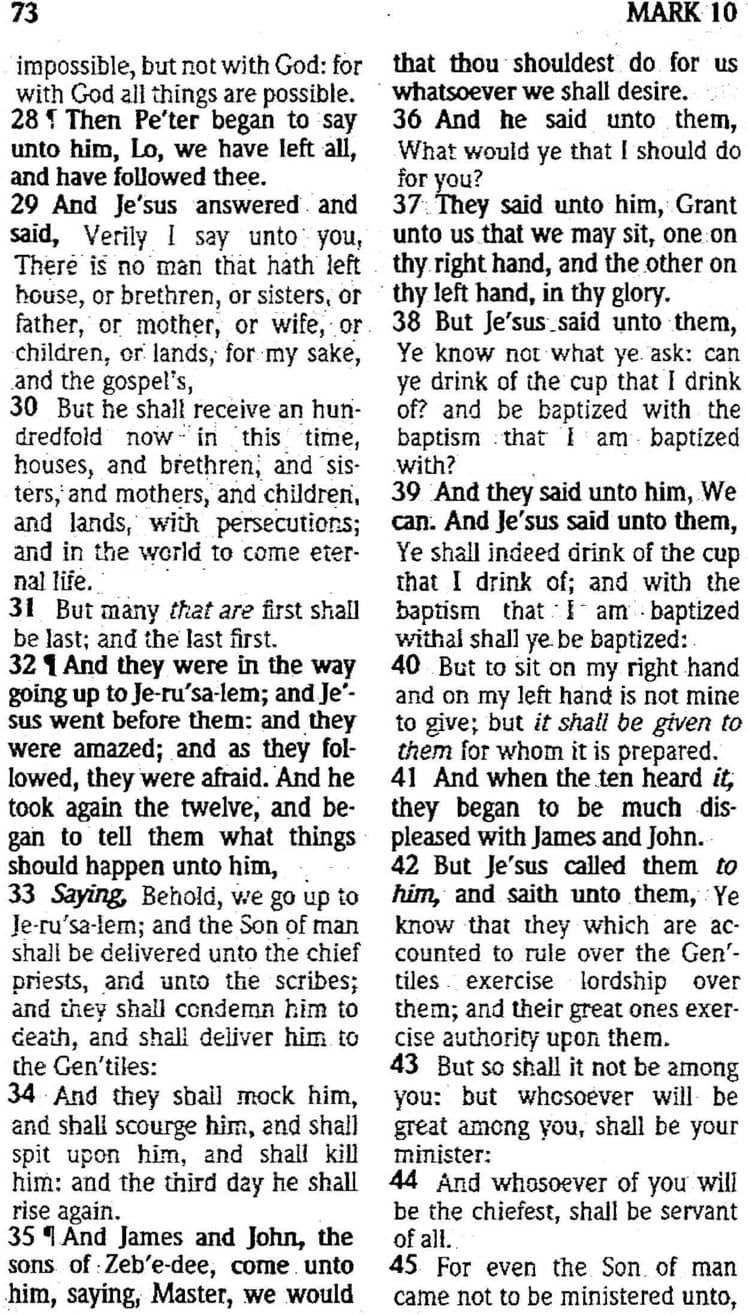 73
MARK 10
impossible, but not with God: for
with God all things are possible.
28 ¶ Then Pe′ter began to say
unto him, Lo, we have left all,
and have followed thee.
29 And Je′sus answered and
said, Verily I say unto you,
There is no man that hath left
house, or brethren, or sisters, or
father, or mother, or wife, or
children, or lands, for my sake,
and the gospel's,
30 But he shall receive an hun-
dredfold now in this time,
houses, and brethren, and sis-
ters, and mothers, and children,
and lands, with persecutions;
and in the world to come eter-
nal life.
31 But many that are first shall
be last; and the last first.
32 ¶ And they were in the way
going up to Je-ru′sa-lem; and Je′-
sus went before them: and they
were amazed; and as they fol-
lowed, they were afraid. And he
took again the twelve, and be-
gan to tell them what things
should happen unto him,
33 Saying, Behold, we go up to
Je-ru′sa-lem; and the Son of man
shall be delivered unto the chief
priests, and unto the scribes;
and they shall condemn him to
death, and shall deliver him to
the Gen′tiles:
34 And they shall mock him,
and shall scourge him, and shall
spit upon him, and shall kill
him: and the third day he shall
rise again.
35 ¶ And James and John, the
sons of Zeb′e-dee, come unto
him, saying, Master, we would
that thou shouldest do for us
whatsoever we shall desire.
36 And he said unto them,
What would ye that I should do
for you?
37 They said unto him, Grant
unto us that we may sit, one on
thy right hand, and the other on
thy left hand, in thy glory.
38 But Je′sus said unto them,
Ye know not what ye ask: can
ye drink of the cup that I drink
of? and be baptized with the
baptism that I am baptized
with?
39 And they said unto him, We
can. And Je′sus said unto them,
Ye shall indeed drink of the cup
that I drink of; and with the
baptism that I am baptized
withal shall ye be baptized:
40 But to sit on my right hand
and on my left hand is not mine
to give; but it shall be given to
them for whom it is prepared.
41 And when the ten heard it,
they began to be much dis-
pleased with James and John.
42 But Je′sus called them to
him, and saith unto them, Ye
know that they which are ac-
counted to rule over the Gen′-
tiles exercise lordship over
them; and their great ones exer-
cise authority upon them.
43 But so shall it not be among
you: but whosoever will be
great among you, shall be your
minister:
44 And whosoever of you will
be the chiefest, shall be servant
of all.
45 For even the Son of man
came not to be ministered unto,